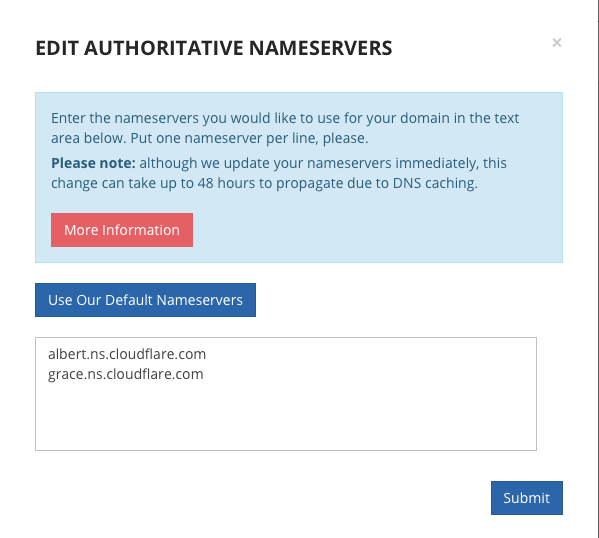 EDIT AUTHORITATIVE NAMESERVERS
×
Enter the nameservers you would like to use for your domain in the text
area below. Put one nameserver per line, please.
Please note: although we update your nameservers immediately, this
change can take up to 48 hours to propagate due to DNS caching.
More Information
Use Our Default Nameservers
albert.ns.cloudflare.com
grace.ns.cloudflare.com
Submit